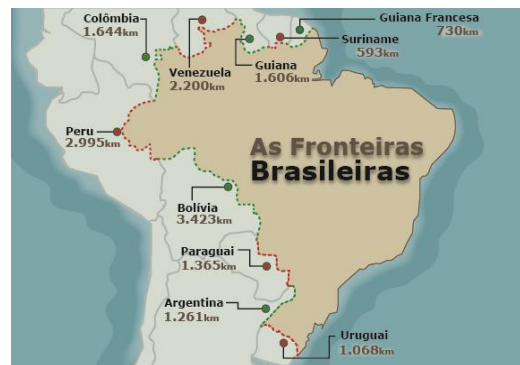 Colômbia
1.644km
Guiana Francesa
730km
Suriname
593km
Venezuela
2.200km
Guiana
1.606km
Peru
2.995km
As Fronteiras
Brasileiras
Bolívia
3.423km
Paraguai
1.365km
Argentina
1.261km
Uruguai
1.068km